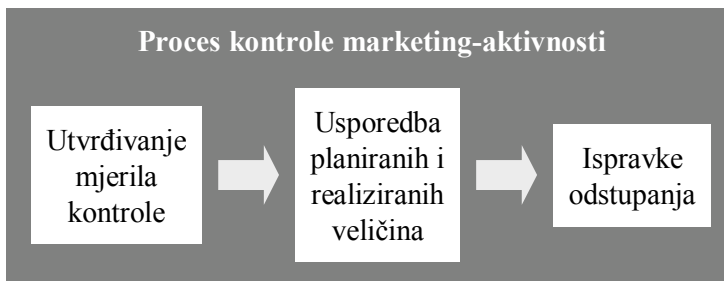 Proces kontrole marketing-aktivnosti
Utvrđivanje
mjerila
kontrole
Usporedba
planiranih i
realiziranih
veličina
Ispravke
odstupanja